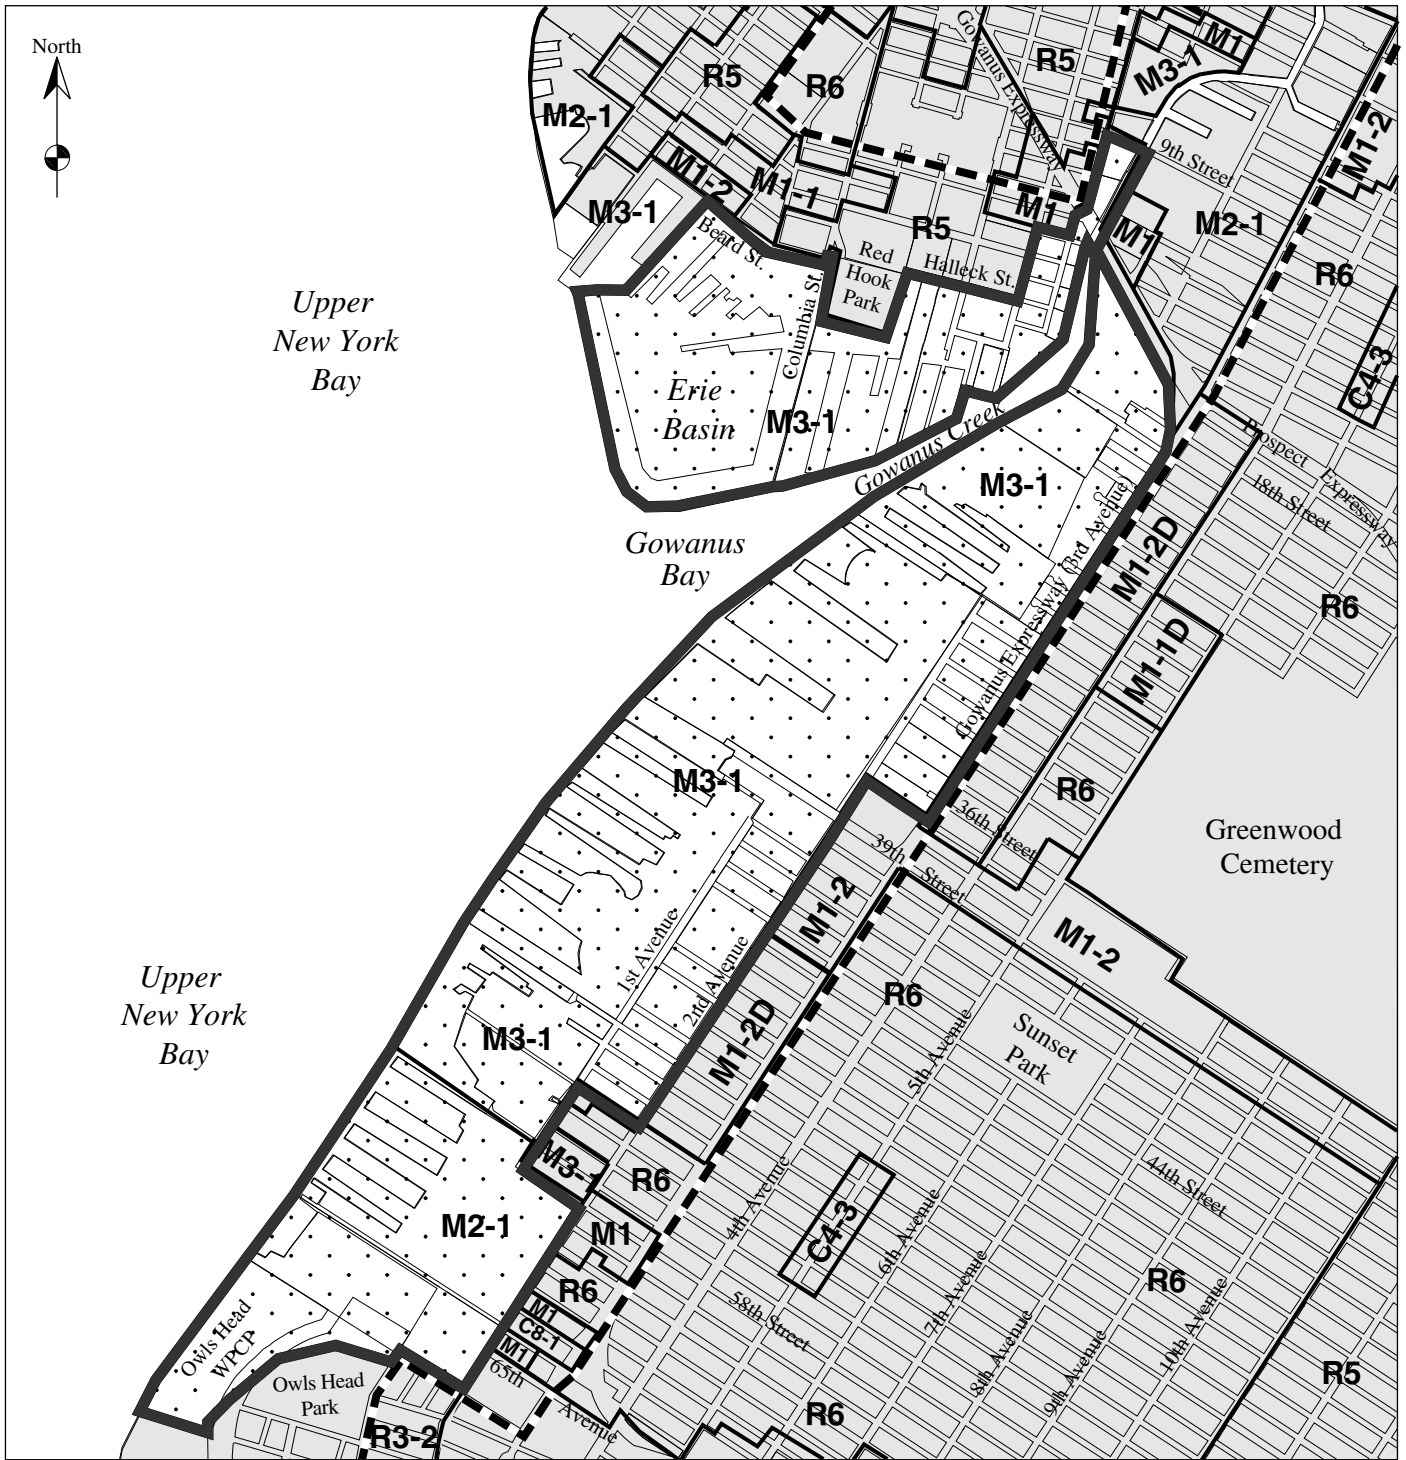 North
Gowanus Expressway
R5
R6
R5
M1
M3-1
M1-2
M2-1
M1-2
M1-1
M3-1
9th Street
M1
M1
M2-1
R5
R6
Beard St.
Red
Hook
Park
Halleck St.
Columbia St.
Upper
New York
Bay
Erie
Basin
M3-1
C4-3
Gowanus Creek
M3-1
Prospect Expressway
18th Street
Gowanus
Bay
Gowanus Expressway (3rd Avenue)
M1-2D
R6
M1-1D
M3-1
R6
36th Street
39th Street
Greenwood
Cemetery
M1-2
M1-2
1st Avenue
2nd Avenue
R6
Upper
New York
Bay
M3-1
M1-2D
5th Avenue
Sunset
Park
M3-1
R6
44th Street
4th Avenue
M2-1
M1
C4-3
6th Avenue
R6
R6
M1
C8-1
M1
65th
Avenue
58th Street
7th Avenue
8th Avenue
9th Avenue
10th Avenue
Owls Head
WPCP
Owls Head
Park
R3-2
R6
R5